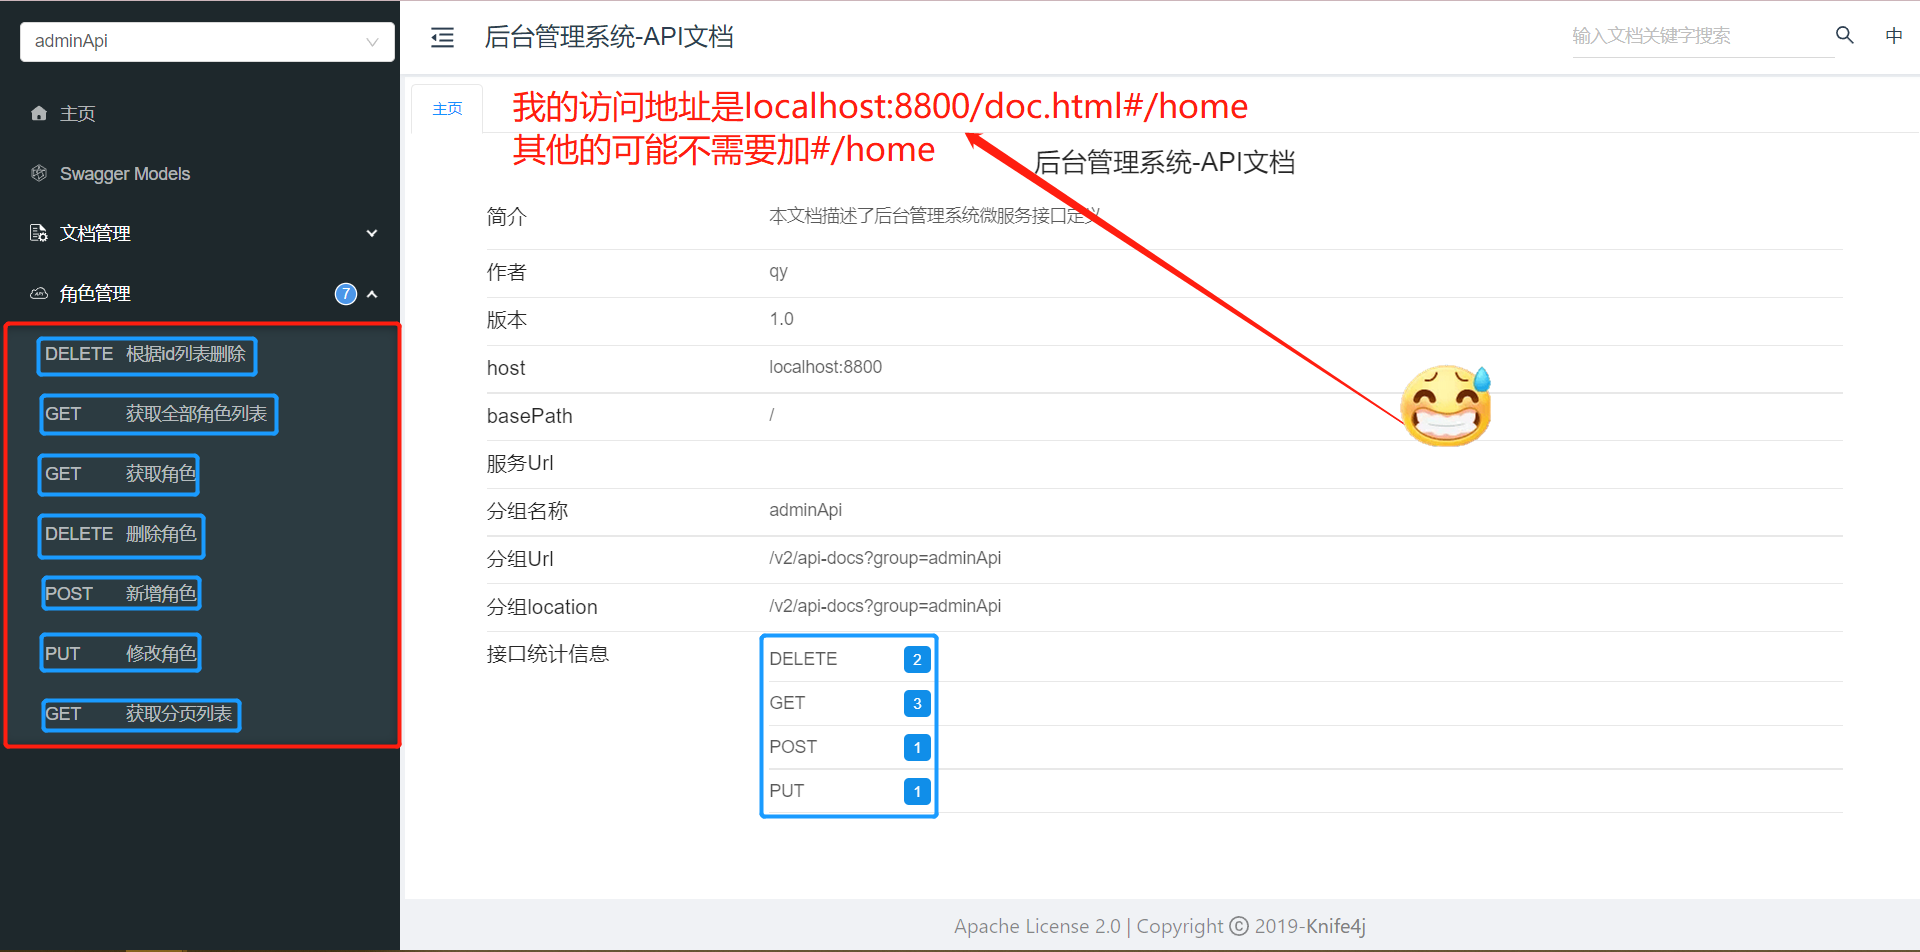 adminApi
主页
Swagger Models
文档管理
角色管理 7
DELETE 根据id列表删除
GET 获取全部角色列表
GET 获取角色
DELETE 删除角色
POST 新增角色
PUT 修改角色
GET 获取分页列表
后台管理系统-API文档
输入文档关键字搜索
中
主页
我的访问地址是localhost:8800/doc.html#/home
其他的可能不需要加#/home
后台管理系统-API文档
简介 本文档描述了后台管理系统微服务接口定义
作者 qy
版本 1.0
host localhost:8800
basePath /
服务Url
分组名称 adminApi
分组Url /v2/api-docs?group=adminApi
分组location /v2/api-docs?group=adminApi
接口统计信息
DELETE 2
GET 3
POST 1
PUT 1
Apache License 2.0 | Copyright © 2019-Knife4j